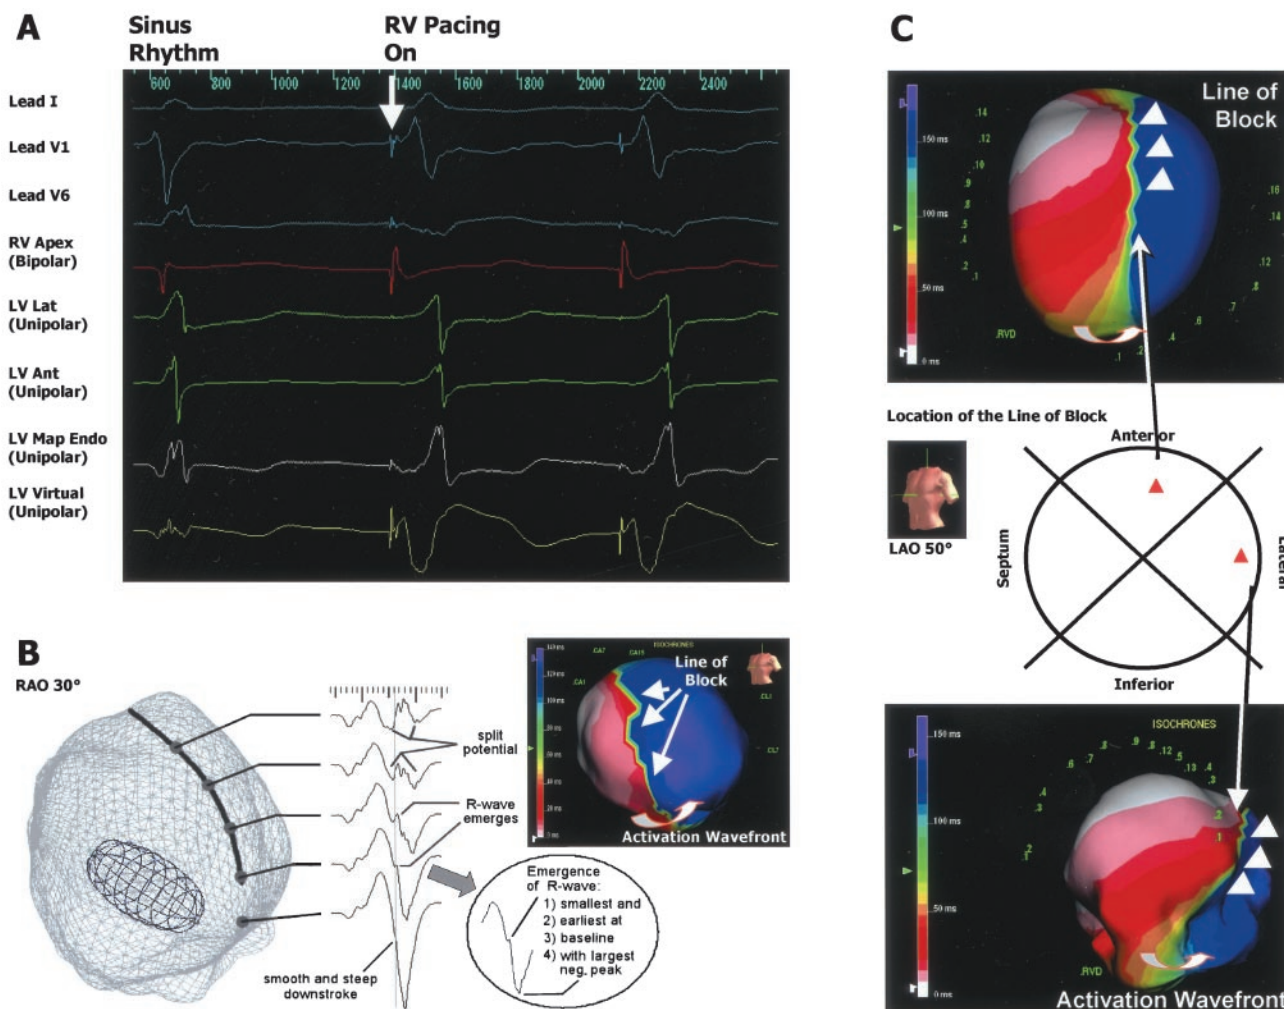 A
Sinus
Rhythm
RV Pacing
On
600
1000
1200
1400
1600
1800
2000
2200
2400
Lead I
Lead V1
Lead V6
RV Apex
(Bipolar)
LV Lat
(Unipolar)
LV Ant
(Unipolar)
LV Map Endo
(Unipolar)
LV Virtual
(Unipolar)
B
RAO 30°
split
potential
R-wave
emerges
smooth and steep
downstroke
Emergence
of R-wave:
1) smallest and
2) earliest at
3) baseline
4) with largest
neg. peak
ISOCHRONES
Line of
Block
Activation Wavefront
C
Line of
Block
150 ms
100 ms
50 ms
0 ms
.RVD
Location of the Line of Block
LAO 50°
Anterior
Septum
Lateral
Inferior
ISOCHRONES
150 ms
100 ms
50 ms
0 ms
.RVD
Activation Wavefront